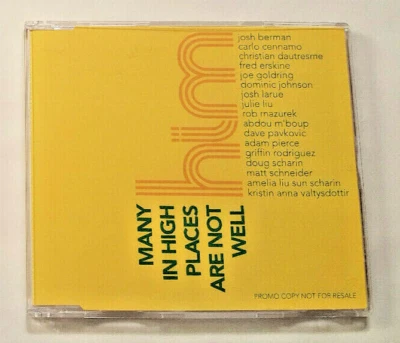 josh berman
carlo cennamo
christian dautresme
fred erskine
joe goldring
dominic johnson
josh larue
julie liu
rob mazurek
abdou m'boup
dave pavkovic
adam pierce
griffin rodriguez
doug scharin
matt schneider
amelia liu sun scharin
kristin anna valtysdottir
him
MANY
IN HIGH
PLACES
ARE NOT
WELL
PROMO COPY NOT FOR RESALE